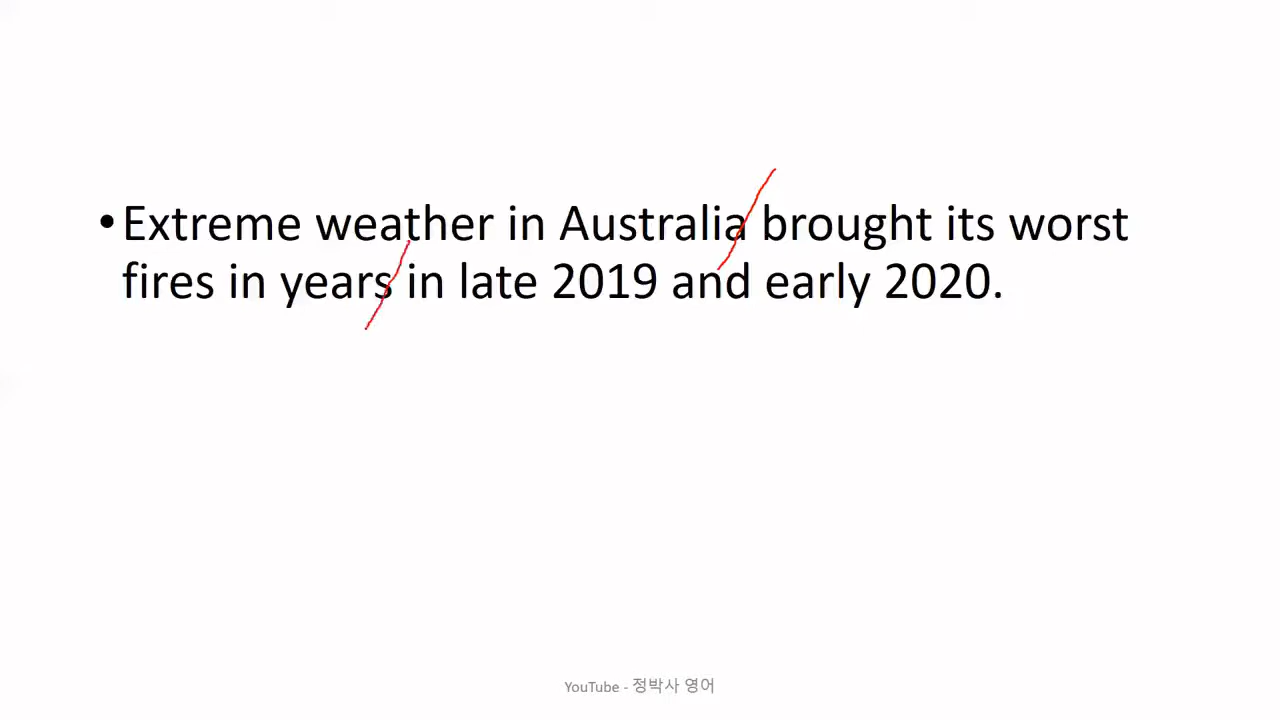 •Extreme weather in Australia brought its worst
fires in years in late 2019 and early 2020.
YouTube - 정박사 영어